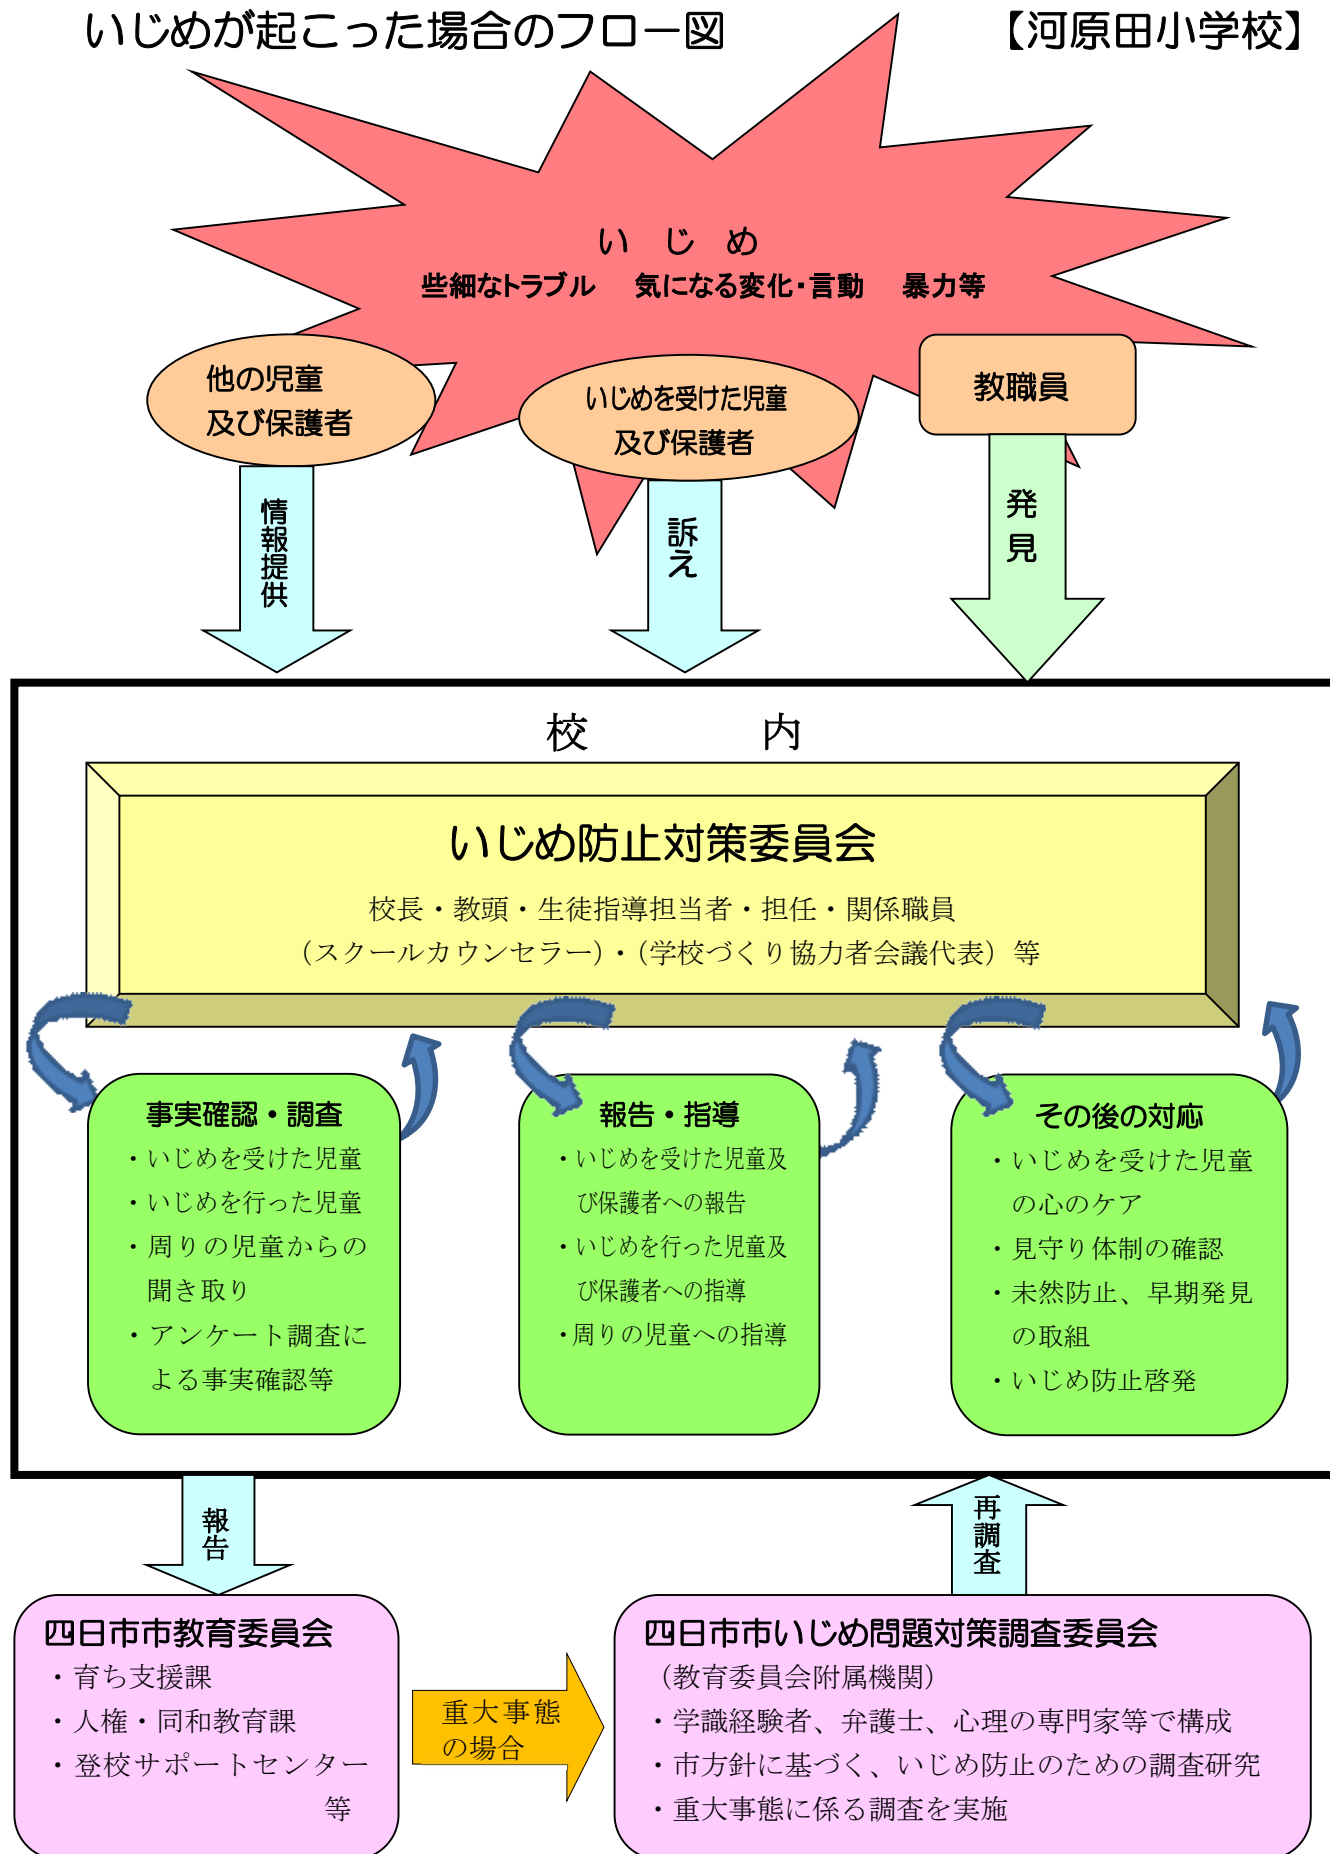 いじめが起こった場合のフロー図
【河原田小学校】
いじめ
些細なトラブル 気になる変化・言動 暴力等
他の児童
及び保護者
いじめを受けた児童
及び保護者
教職員
情報提供
訴え
発見
校内
いじめ防止対策委員会
校長・教頭・生徒指導担当者・担任・関係職員
（スクールカウンセラー）・（学校づくり協力者会議代表）等
事実確認・調査
・いじめを受けた児童
・いじめを行った児童
・周りの児童からの
聞き取り
・アンケート調査に
よる事実確認等
報告・指導
・いじめを受けた児童及
び保護者への報告
・いじめを行った児童及
び保護者への指導
・周りの児童への指導
その後の対応
・いじめを受けた児童
の心のケア
・見守り体制の確認
・未然防止、早期発見
の取組
・いじめ防止啓発
報告
再調査
四日市市教育委員会
・育ち支援課
・人権・同和教育課
・登校サポートセンター
等
重大事態
の場合
四日市市いじめ問題対策調査委員会
（教育委員会附属機関）
・学識経験者、弁護士、心理の専門家等で構成
・市方針に基づく、いじめ防止のための調査研究
・重大事態に係る調査を実施